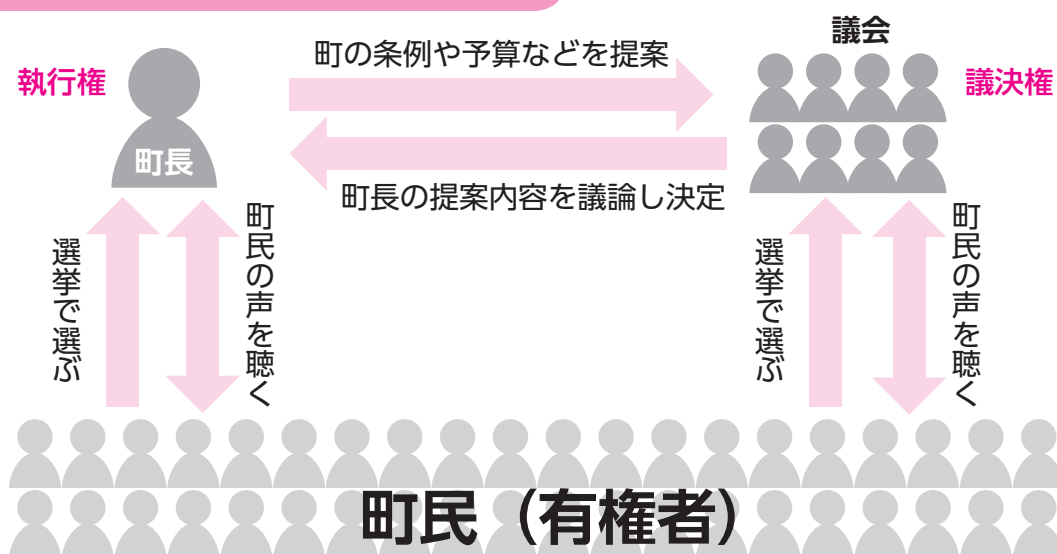 議会
町の条例や予算などを提案
執行権
議決権
町長
町長の提案内容を議論し決定
選挙で選ぶ
町民の声を聴く
選挙で選ぶ
町民の声を聴く
町民（有権者）